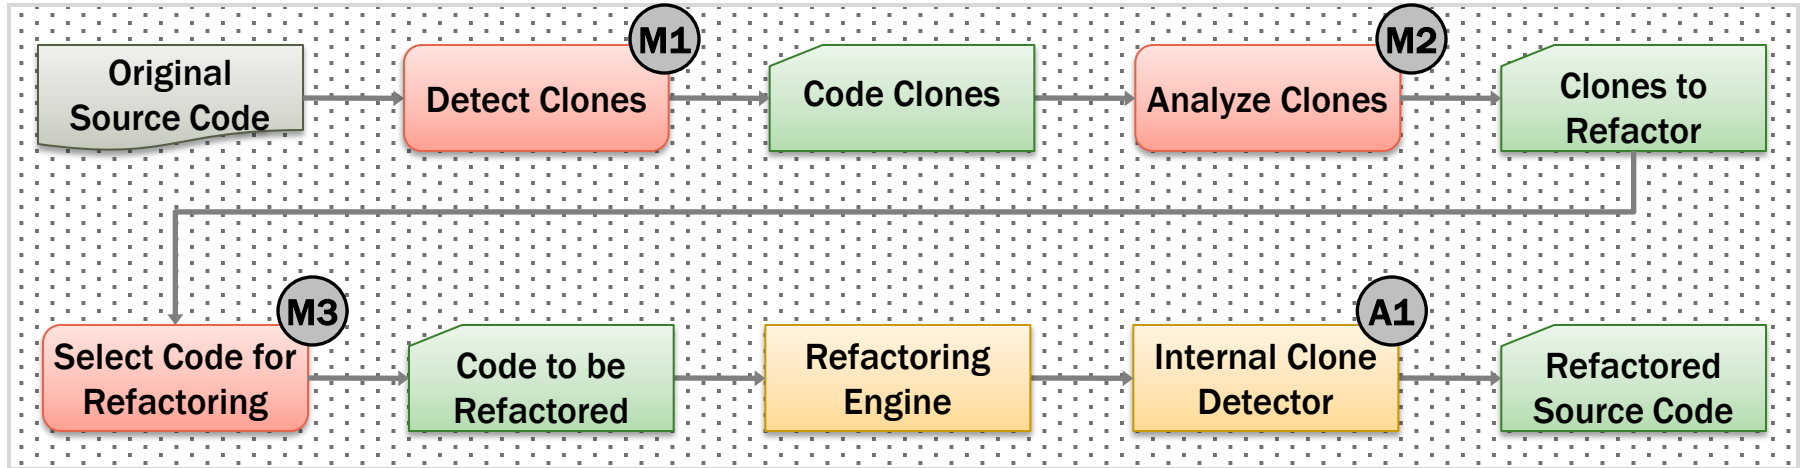 M1
M2
Original
Source Code
Detect Clones
Code Clones
Analyze Clones
Clones to
Refactor
M3
A1
Select Code for
Refactoring
Code to be
Refactored
Refactoring
Engine
Internal Clone
Detector
Refactored
Source Code